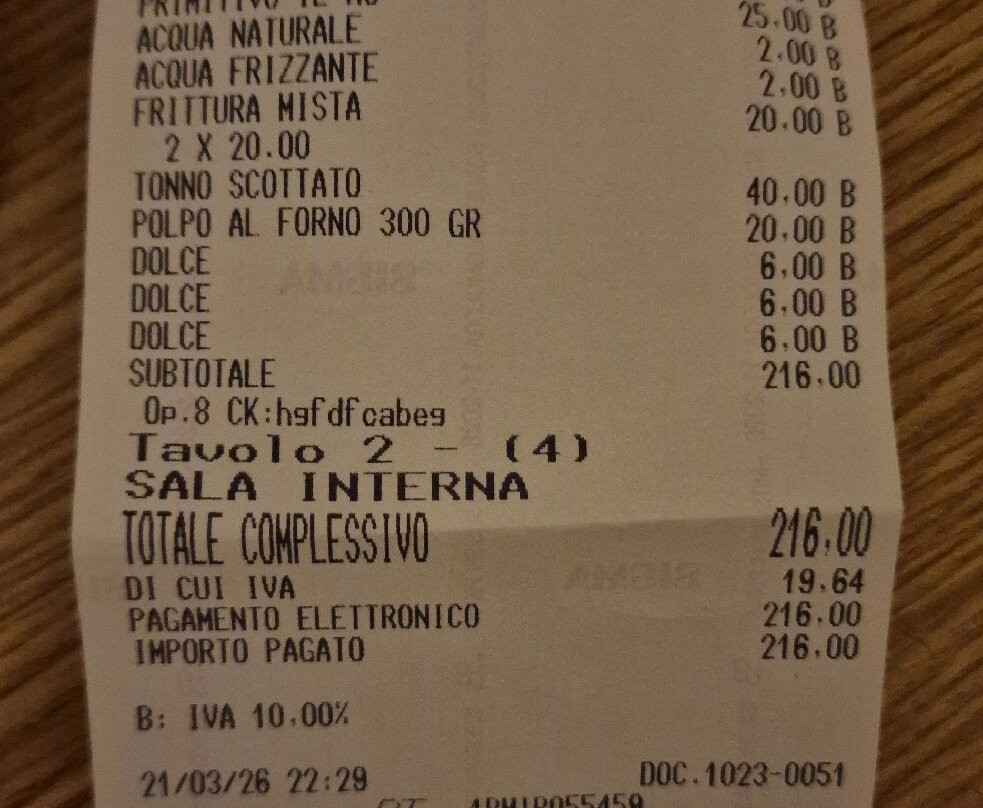 PRIMITIVO 25,00 B
ACQUA NATURALE 2,00 B
ACQUA FRIZZANTE 2,00 B
FRITTURA MISTA 20,00 B
2 X 20.00
TONNO SCOTTATO 40,00 B
POLPO AL FORNO 300 GR 20,00 B
DOLCE 6,00 B
DOLCE 6,00 B
DOLCE 6,00 B
SUBTOTALE 216,00
Op.8 CK:hgfdfcabeg
Tavolo 2 - (4)
SALA INTERNA
TOTALE COMPLESSIVO 216,00
DI CUI IVA 19,64
PAGAMENTO ELETTRONICO 216,00
IMPORTO PAGATO 216,00
B: IVA 10,00%
21/03/26 22:29 DOC.1023-0051